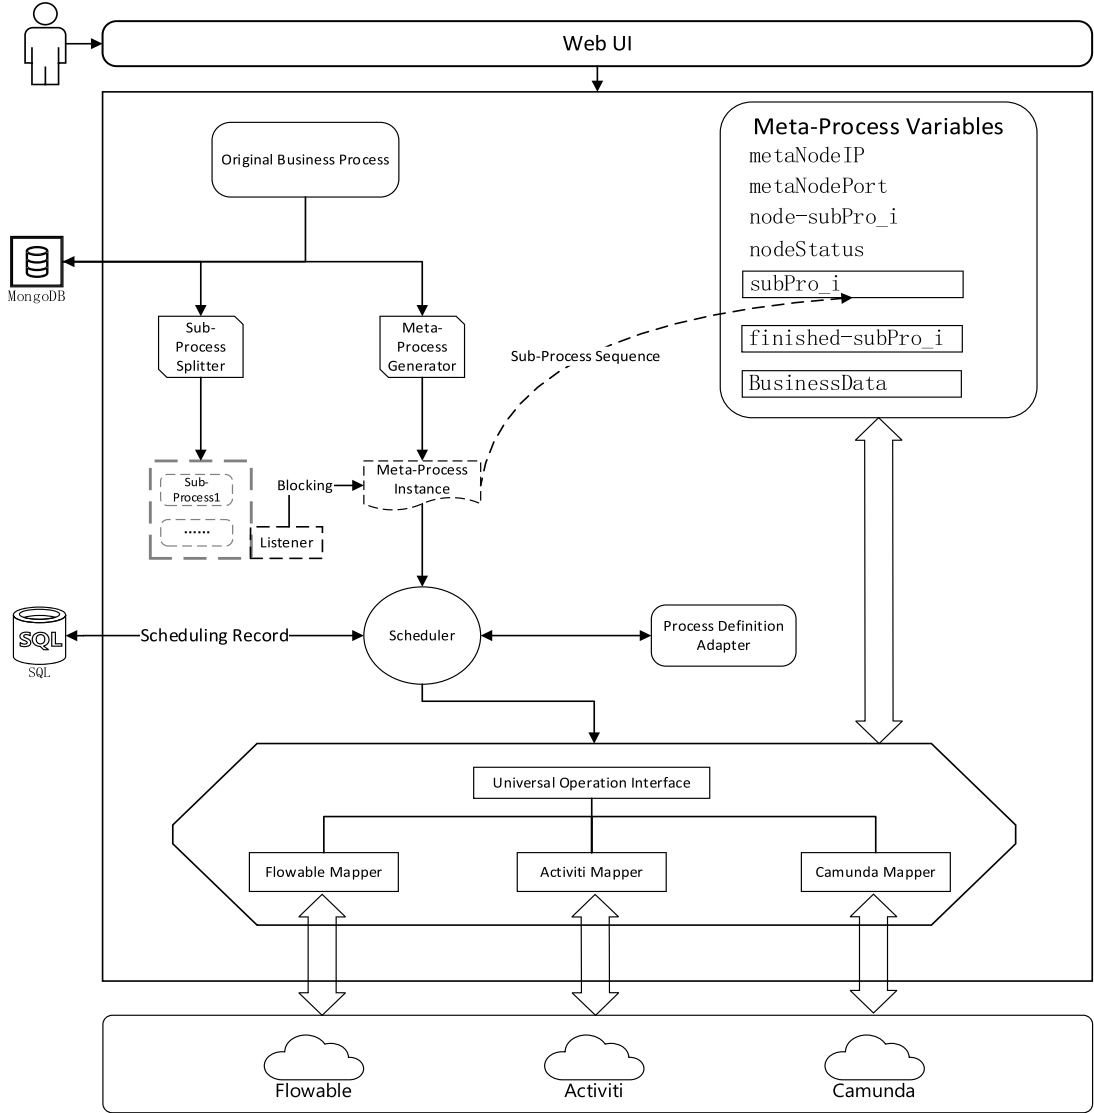 Web UI
Meta-Process Variables
metaNodeIP
metaNodePort
node-subPro_i
nodeStatus
subPro_i
finished-subPro_i
BusinessData
Original Business Process
MongoDB
Sub-
Process
Splitter
Meta-
Process
Generator
Sub-Process Sequence
Sub-
Process1
......
Blocking
Listener
Meta-Process
Instance
SQL
SQL
Scheduling Record
Scheduler
Process Definition
Adapter
Universal Operation Interface
Flowable Mapper
Activiti Mapper
Camunda Mapper
Flowable
Activiti
Camunda